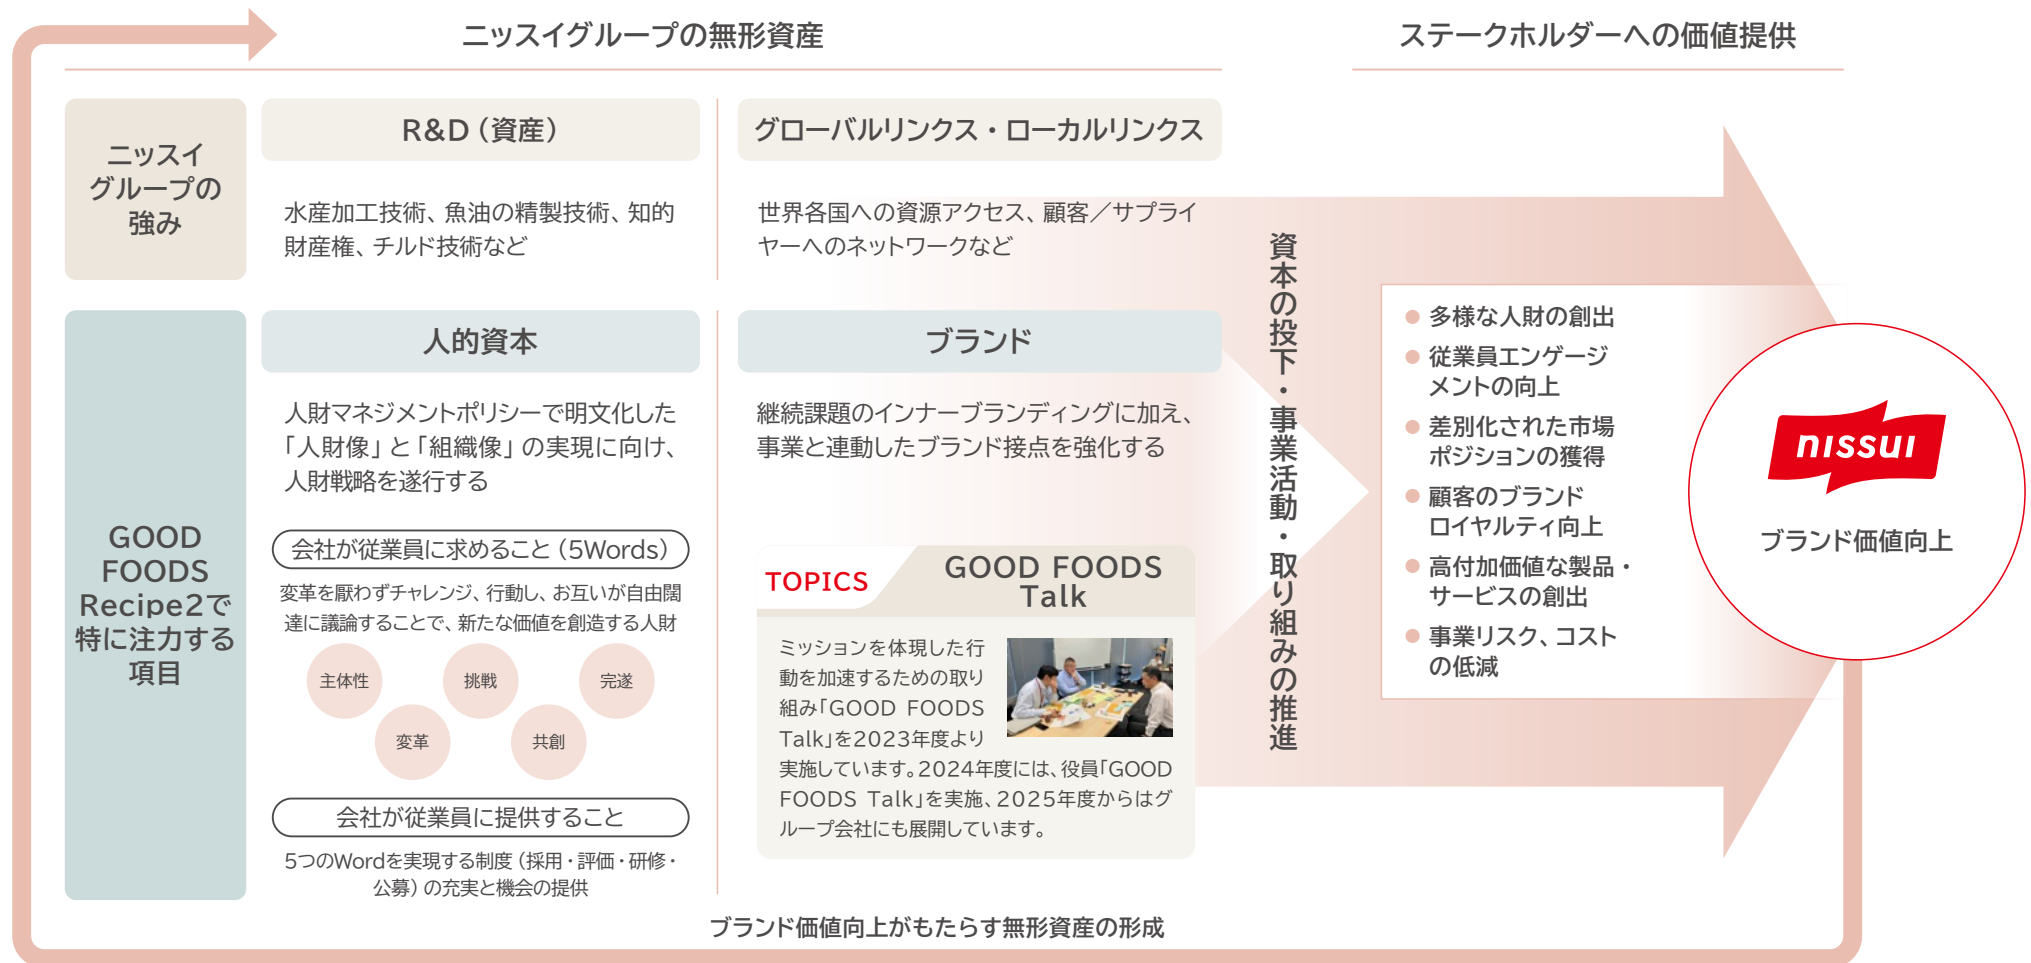 ニッスイグループの無形資産
ステークホルダーへの価値提供
ニッスイ
グループの
強み
R&D（資産）
水産加工技術、魚油の精製技術、知的
財産権、チルド技術など
グローバルリンクス・ローカルリンクス
世界各国への資源アクセス、顧客／サプライ
ヤーへのネットワークなど
GOOD
FOODS
Recipe2で
特に注力する
項目
人的資本
人財マネジメントポリシーで明文化した
「人財像」と「組織像」の実現に向け、
人財戦略を遂行する
会社が従業員に求めること（5Words）
変革を厭わずチャレンジ、行動し、お互いが自由闊
達に議論することで、新たな価値を創造する人財
主体性
挑戦
完遂
変革
共創
会社が従業員に提供すること
5つのWordを実現する制度（採用・評価・研修・
公募）の充実と機会の提供
ブランド
継続課題のインナーブランディングに加え、
事業と連動したブランド接点を強化する
TOPICS
GOOD FOODS
Talk
ミッションを体現した行
動を加速するための取り
組み「GOOD FOODS
Talk」を2023年度より
実施しています。2024年度には、役員「GOOD
FOODS Talk」を実施、2025年度からはグ
ループ会社にも展開しています。
資本の投下・事業活動・取り組みの推進
多様な人財の創出
従業員エンゲージ
メントの向上
差別化された市場
ポジションの獲得
顧客のブランド
ロイヤルティ向上
高付加価値な製品・
サービスの創出
事業リスク、コスト
の低減
nissui
ブランド価値向上
ブランド価値向上がもたらす無形資産の形成